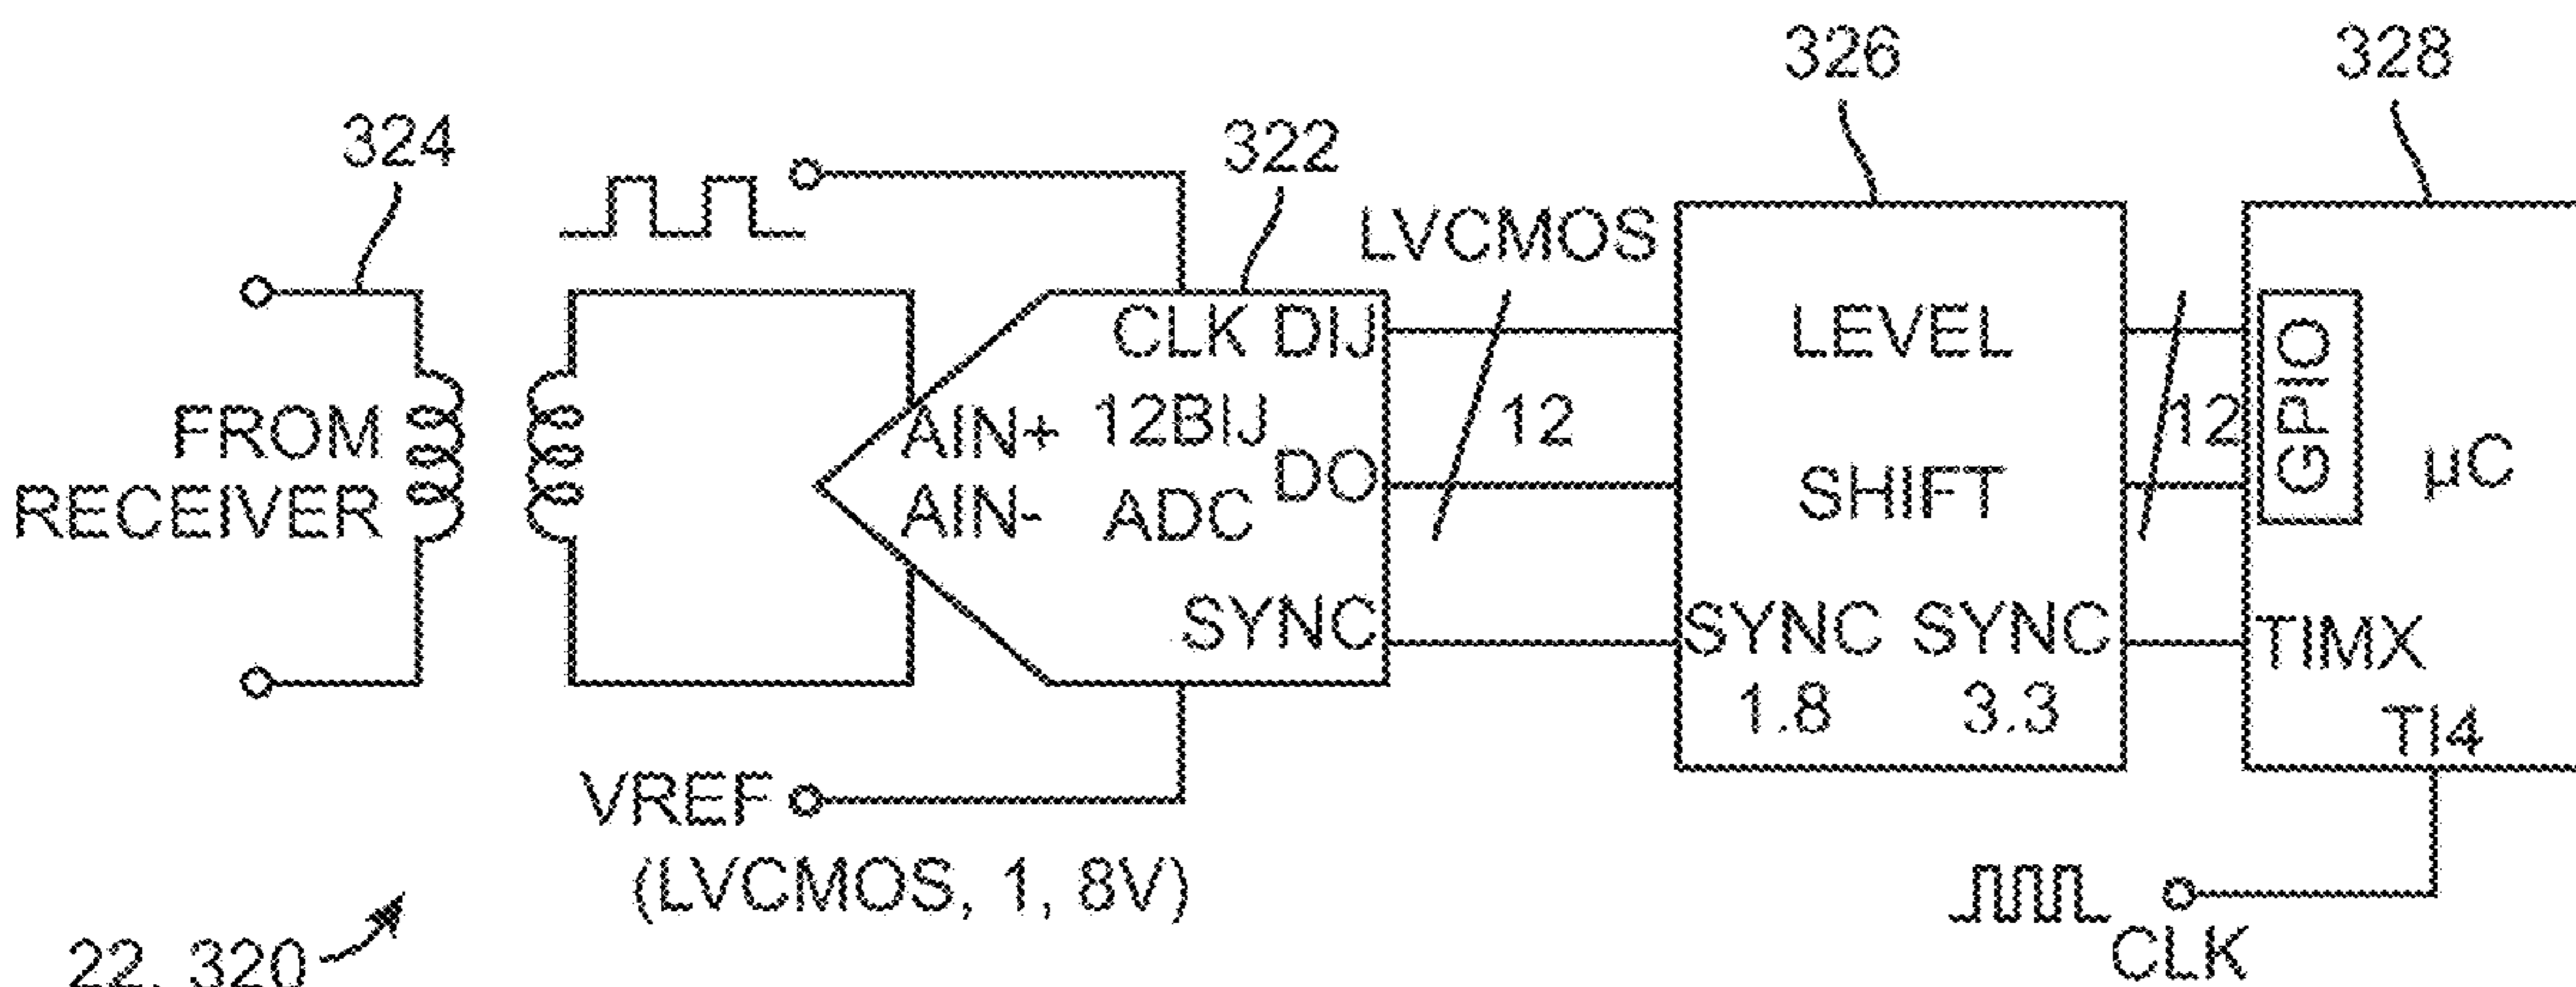 326
328
324
322
LVCMOS
CLK DIJ
LEVEL
12
12
GPIO
FROM
RECEIVER
AIN+
12BIJ
DO
AIN-
ADC
SHIFT
µC
SYNC
SYNC
SYNC
TIMX
1.8
3.3
TI4
VREF
(LVCMOS, 1, 8V)
22, 320
CLK